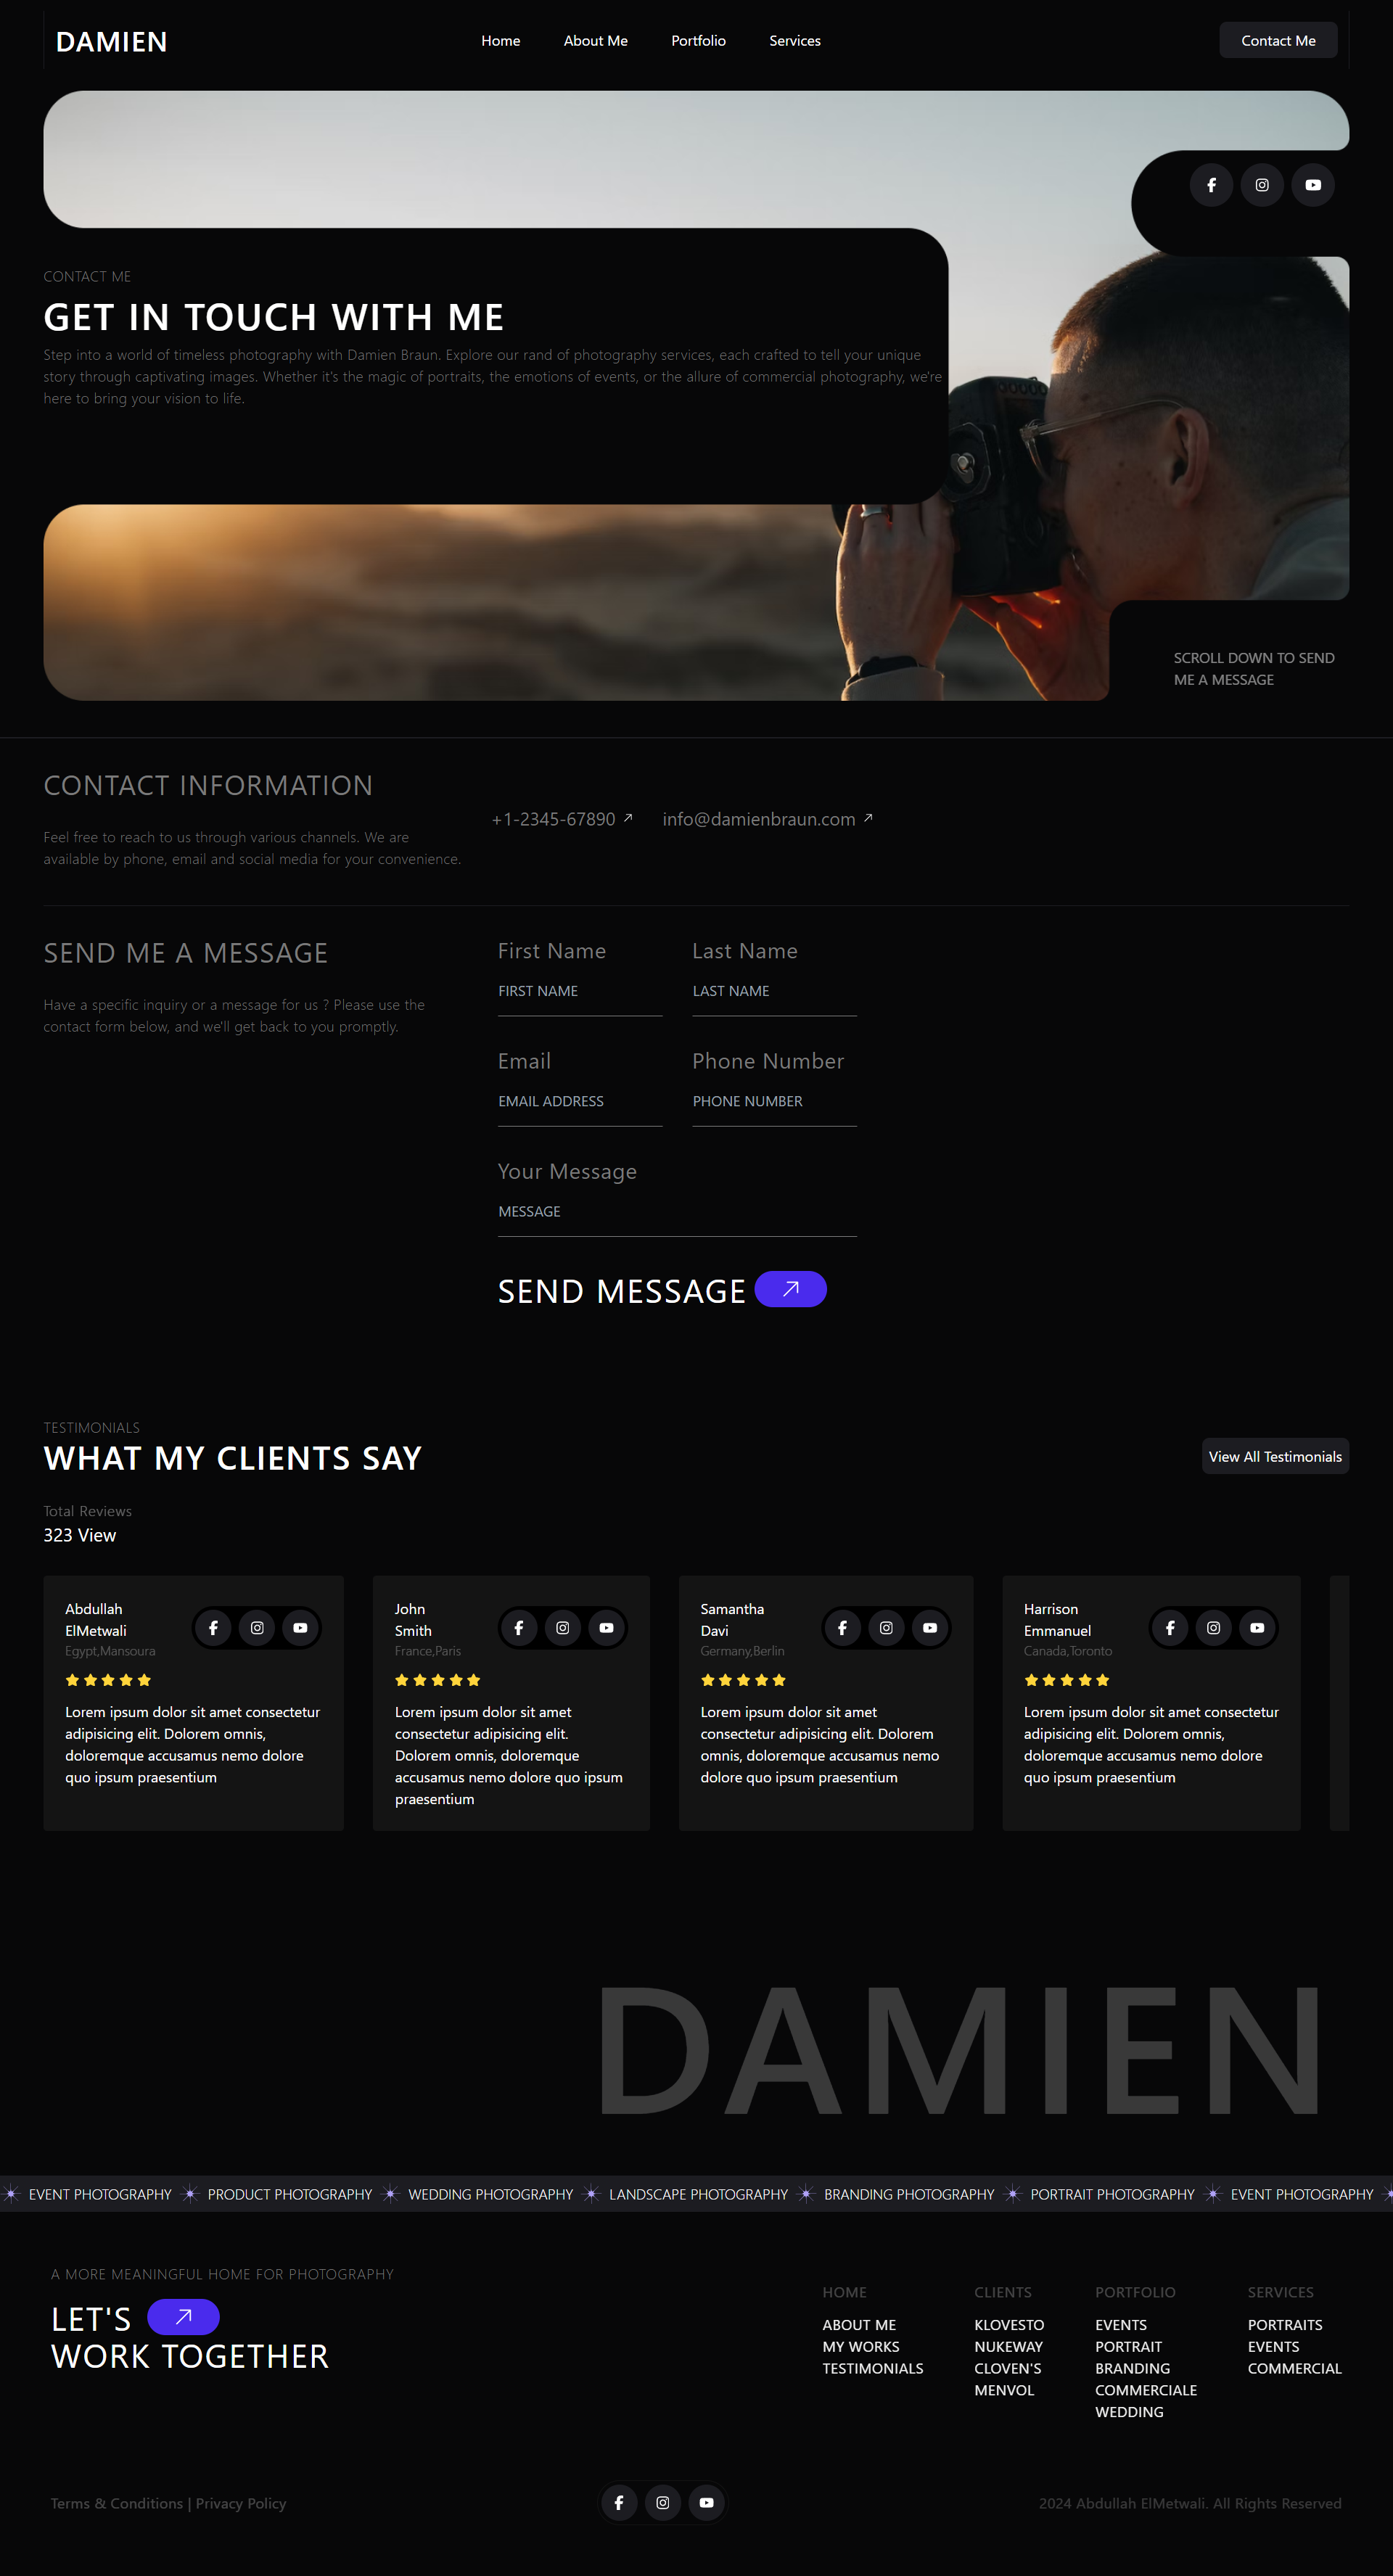 DAMIEN
Home
About Me
Portfolio
Services
Contact Me
CONTACT ME
GET IN TOUCH WITH ME
Step into a world of timeless photography with Damien Braun. Explore our rand of photography services, each crafted to tell your unique
story through captivating images. Whether it's the magic of portraits, the emotions of events, or the allure of commercial photography, we're
here to bring your vision to life.
SCROLL DOWN TO SEND
ME A MESSAGE
CONTACT INFORMATION
Feel free to reach to us through various channels. We are
available by phone, email and social media for your convenience.
+1-2345-67890
info@damienbraun.com
SEND ME A MESSAGE
Have a specific inquiry or a message for us ? Please use the
contact form below, and we'll get back to you promptly.
First Name
FIRST NAME
Last Name
LAST NAME
Email
EMAIL ADDRESS
Phone Number
PHONE NUMBER
Your Message
MESSAGE
SEND MESSAGE
TESTIMONIALS
WHAT MY CLIENTS SAY
View All Testimonials
Total Reviews
323 View
Abdullah
ElMetwali
Egypt,Mansoura
Lorem ipsum dolor sit amet consectetur
adipisicing elit. Dolorem omnis,
doloremque accusamus nemo dolore
quo ipsum praesentium
John
Smith
France,Paris
Lorem ipsum dolor sit amet
consectetur adipisicing elit.
Dolorem omnis, doloremque
accusamus nemo dolore quo ipsum
praesentium
Samantha
Davi
Germany,Berlin
Lorem ipsum dolor sit amet
consectetur adipisicing elit. Dolorem
omnis, doloremque accusamus nemo
dolore quo ipsum praesentium
Harrison
Emmanuel
Canada,Toronto
Lorem ipsum dolor sit amet consectetur
adipisicing elit. Dolorem omnis,
doloremque accusamus nemo dolore
quo ipsum praesentium
DAMIEN
EVENT PHOTOGRAPHY
PRODUCT PHOTOGRAPHY
WEDDING PHOTOGRAPHY
LANDSCAPE PHOTOGRAPHY
BRANDING PHOTOGRAPHY
PORTRAIT PHOTOGRAPHY
EVENT PHOTOGRAPHY
A MORE MEANINGFUL HOME FOR PHOTOGRAPHY
LET'S
WORK TOGETHER
HOME
ABOUT ME
MY WORKS
TESTIMONIALS
CLIENTS
KLOVESTO
NUKEWAY
CLOVEN'S
MENVOL
PORTFOLIO
EVENTS
PORTRAIT
BRANDING
COMMERCIALE
WEDDING
SERVICES
PORTRAITS
EVENTS
COMMERCIAL
Terms & Conditions | Privacy Policy
2024 Abdullah ElMetwali. All Rights Reserved